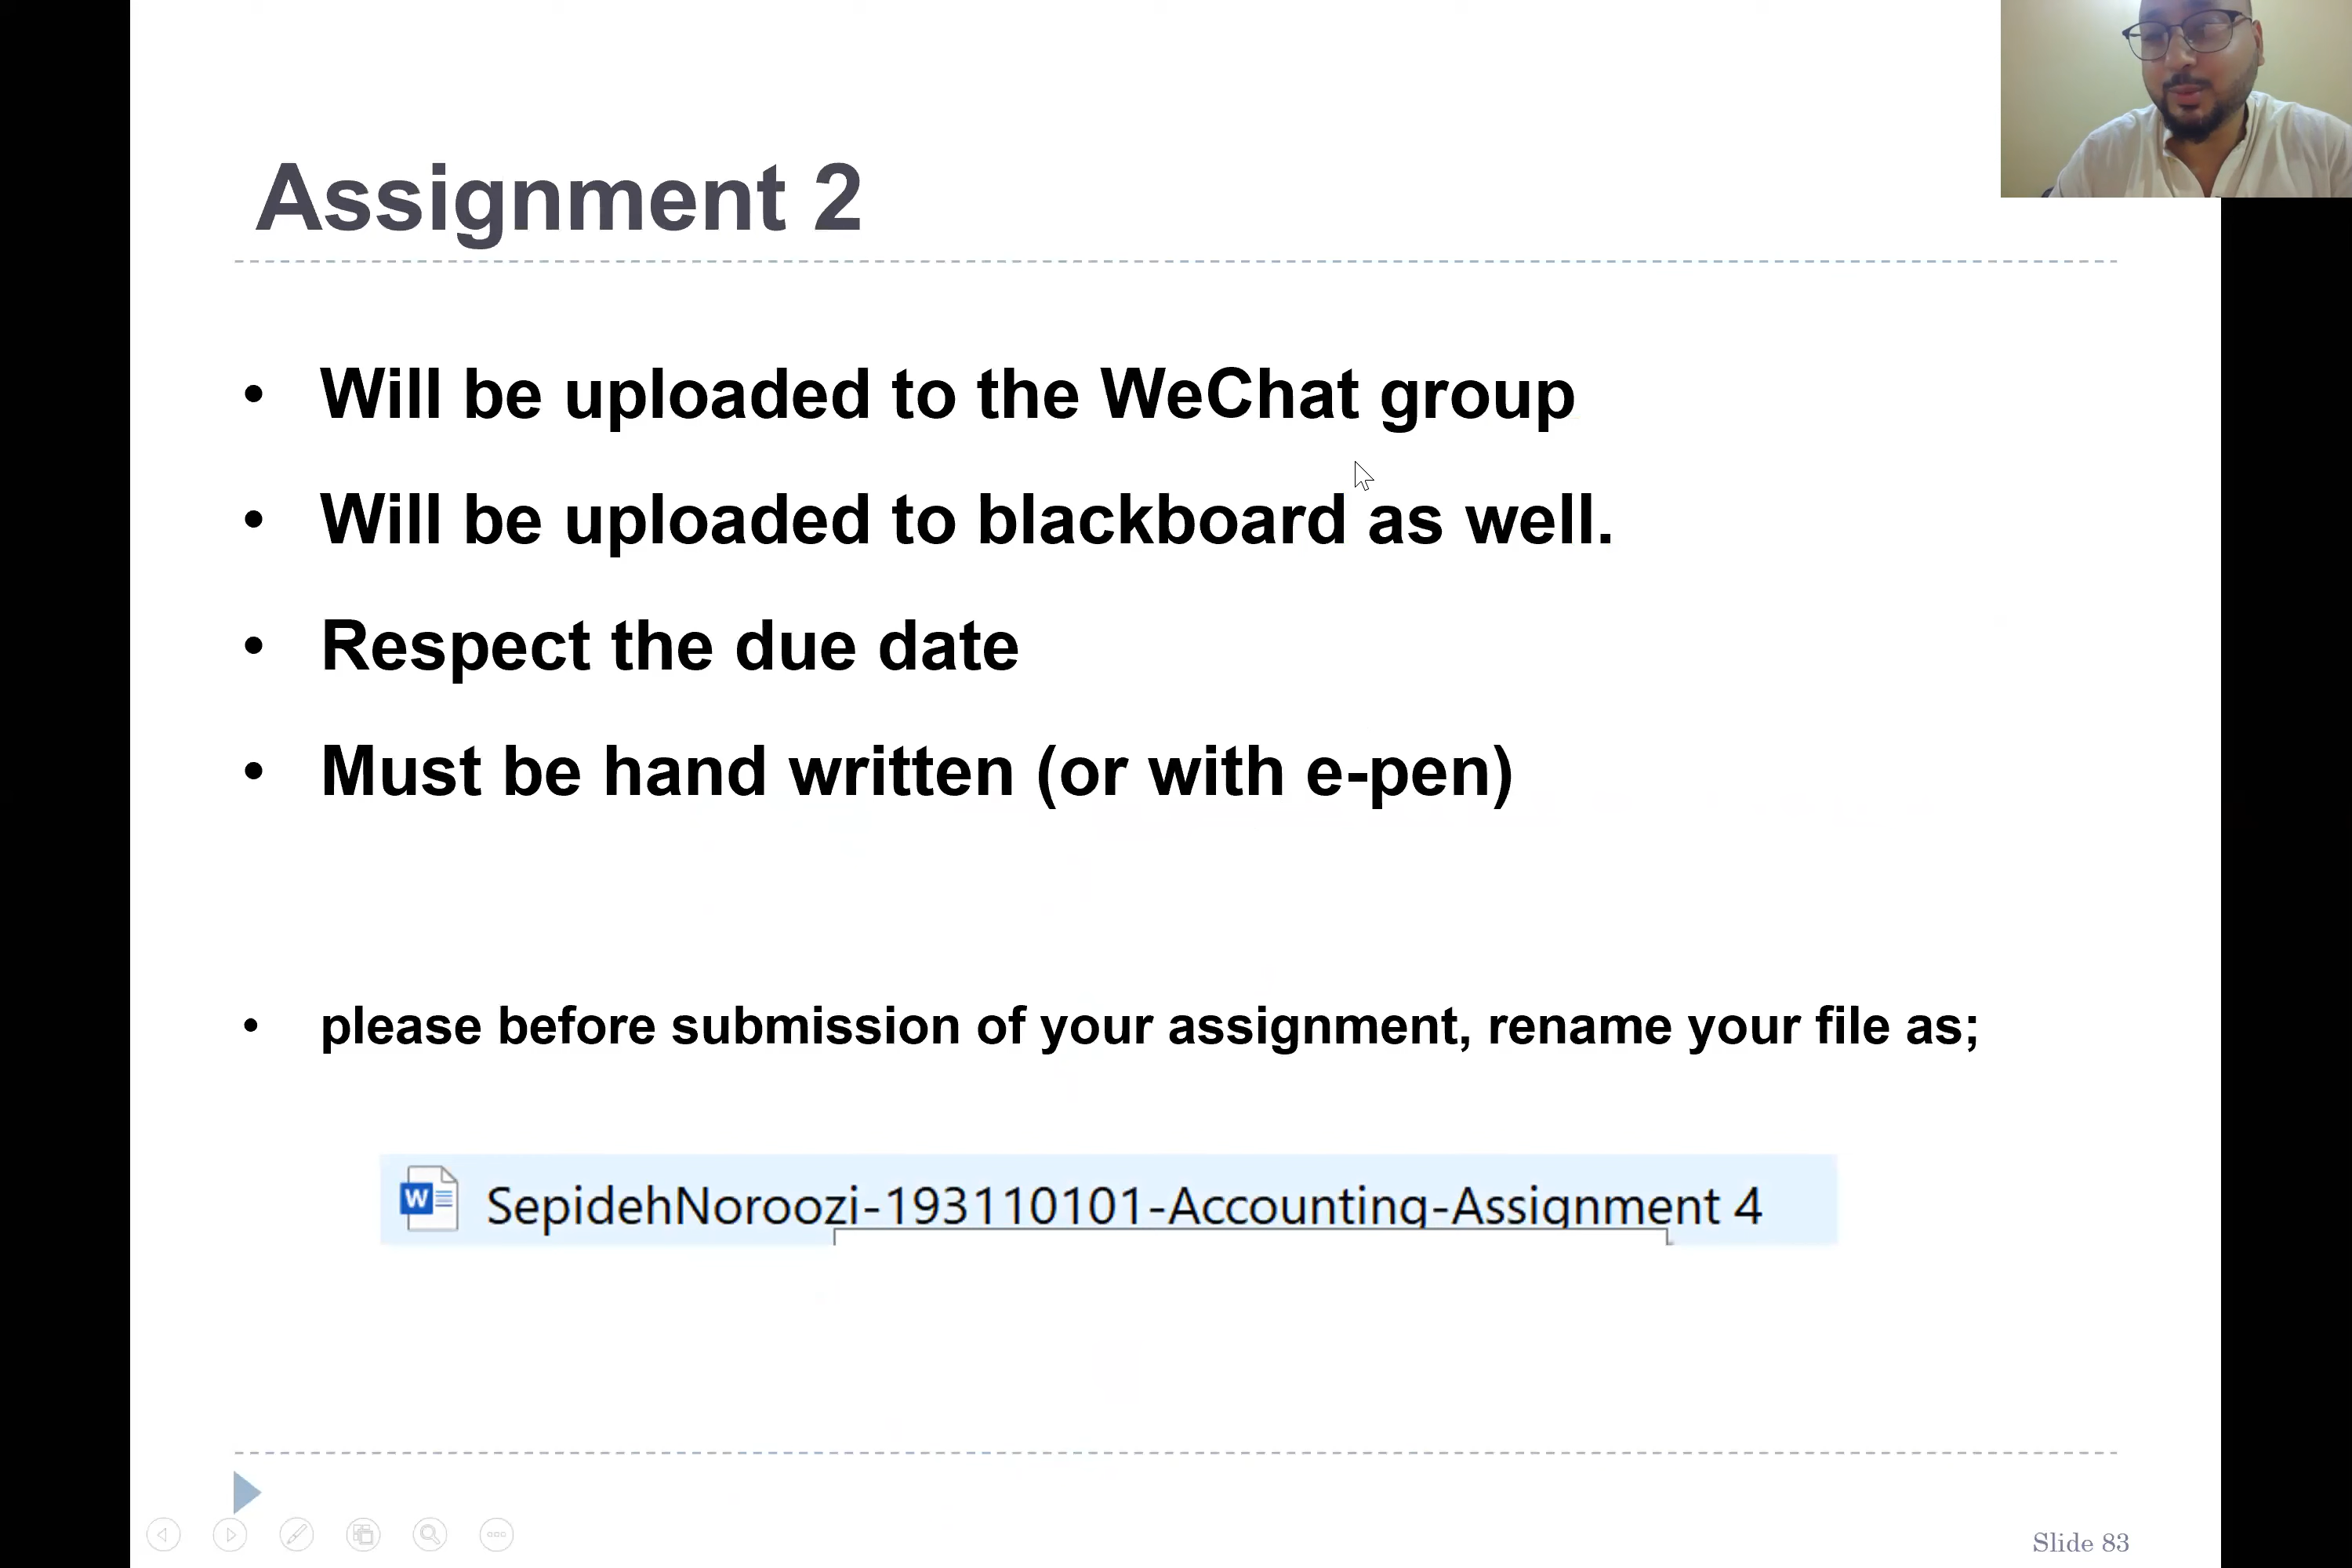 Assignment 2
• Will be uploaded to the WeChat group
• Will be uploaded to blackboard as well.
• Respect the due date
• Must be hand written (or with e-pen)
• please before submission of your assignment, rename your file as;
W SepidehNoroozi-193110101-Accounting-Assignment 4
Slide 83